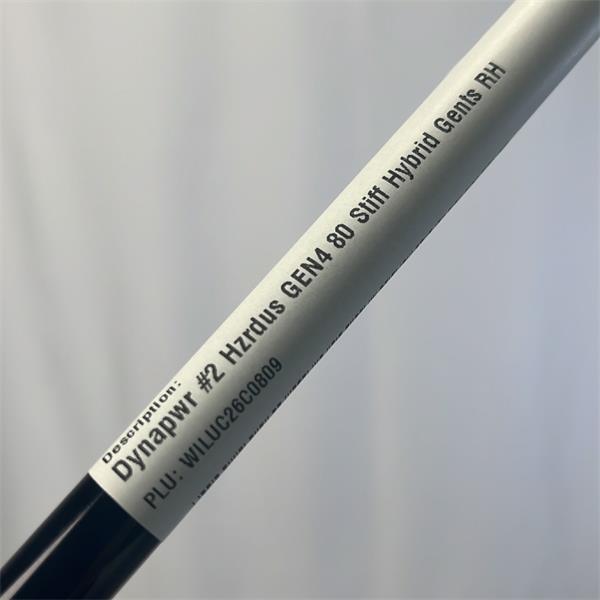 Description:
Dynapwr #2 Hzrdus GEN4 80 Stiff Hybrid Gents RH
PLU: WILUC26C0809